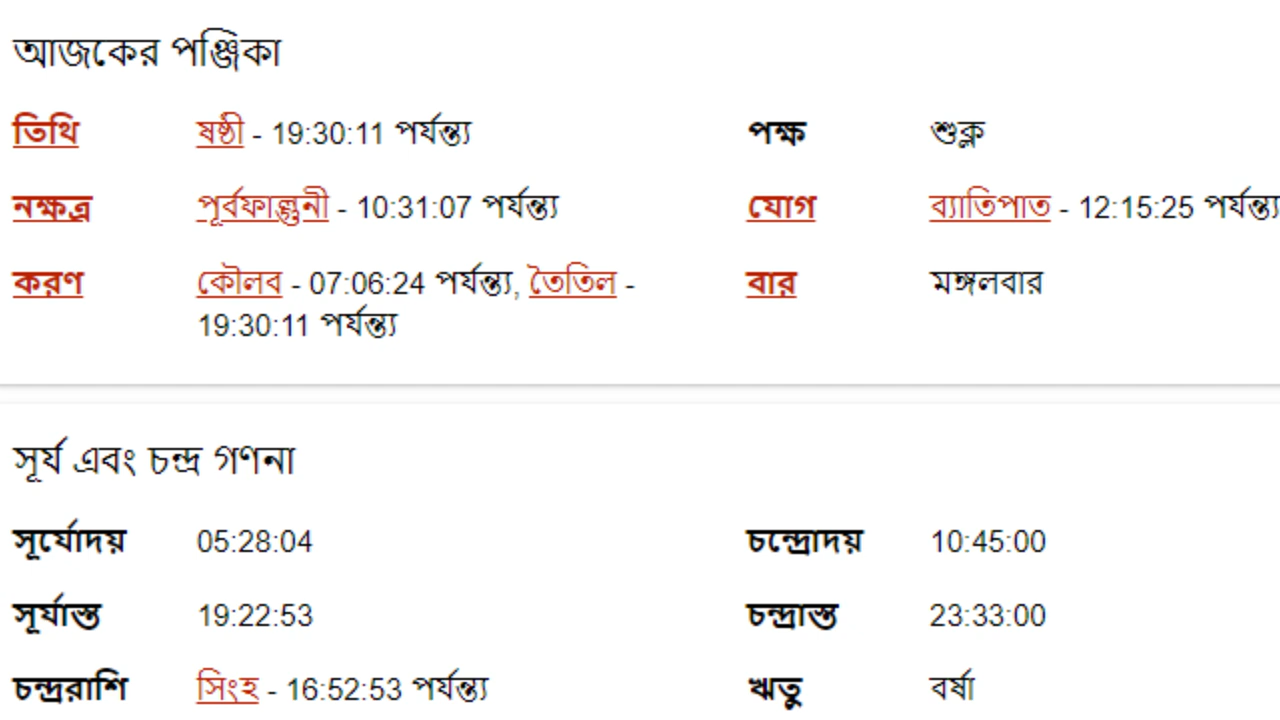 আজকের পঞ্জিকা
তিথি ষষ্ঠী - 19:30:11 পর্যন্ত্য পক্ষ শুক্ল
নক্ষত্র পূর্বফাল্গুনী - 10:31:07 পর্যন্ত্য যোগ ব্যাতিপাত - 12:15:25 পর্যন্ত্য
করণ কৌলব - 07:06:24 পর্যন্ত্য, তৈতিল - বার মঙ্গলবার
19:30:11 পর্যন্ত্য
সূর্য এবং চন্দ্র গণনা
সূর্যোদয় 05:28:04 চন্দ্রোদয় 10:45:00
সূর্যাস্ত 19:22:53 চন্দ্রাস্ত 23:33:00
চন্দ্ররাশি সিংহ - 16:52:53 পর্যন্ত্য ঋতু বর্ষা